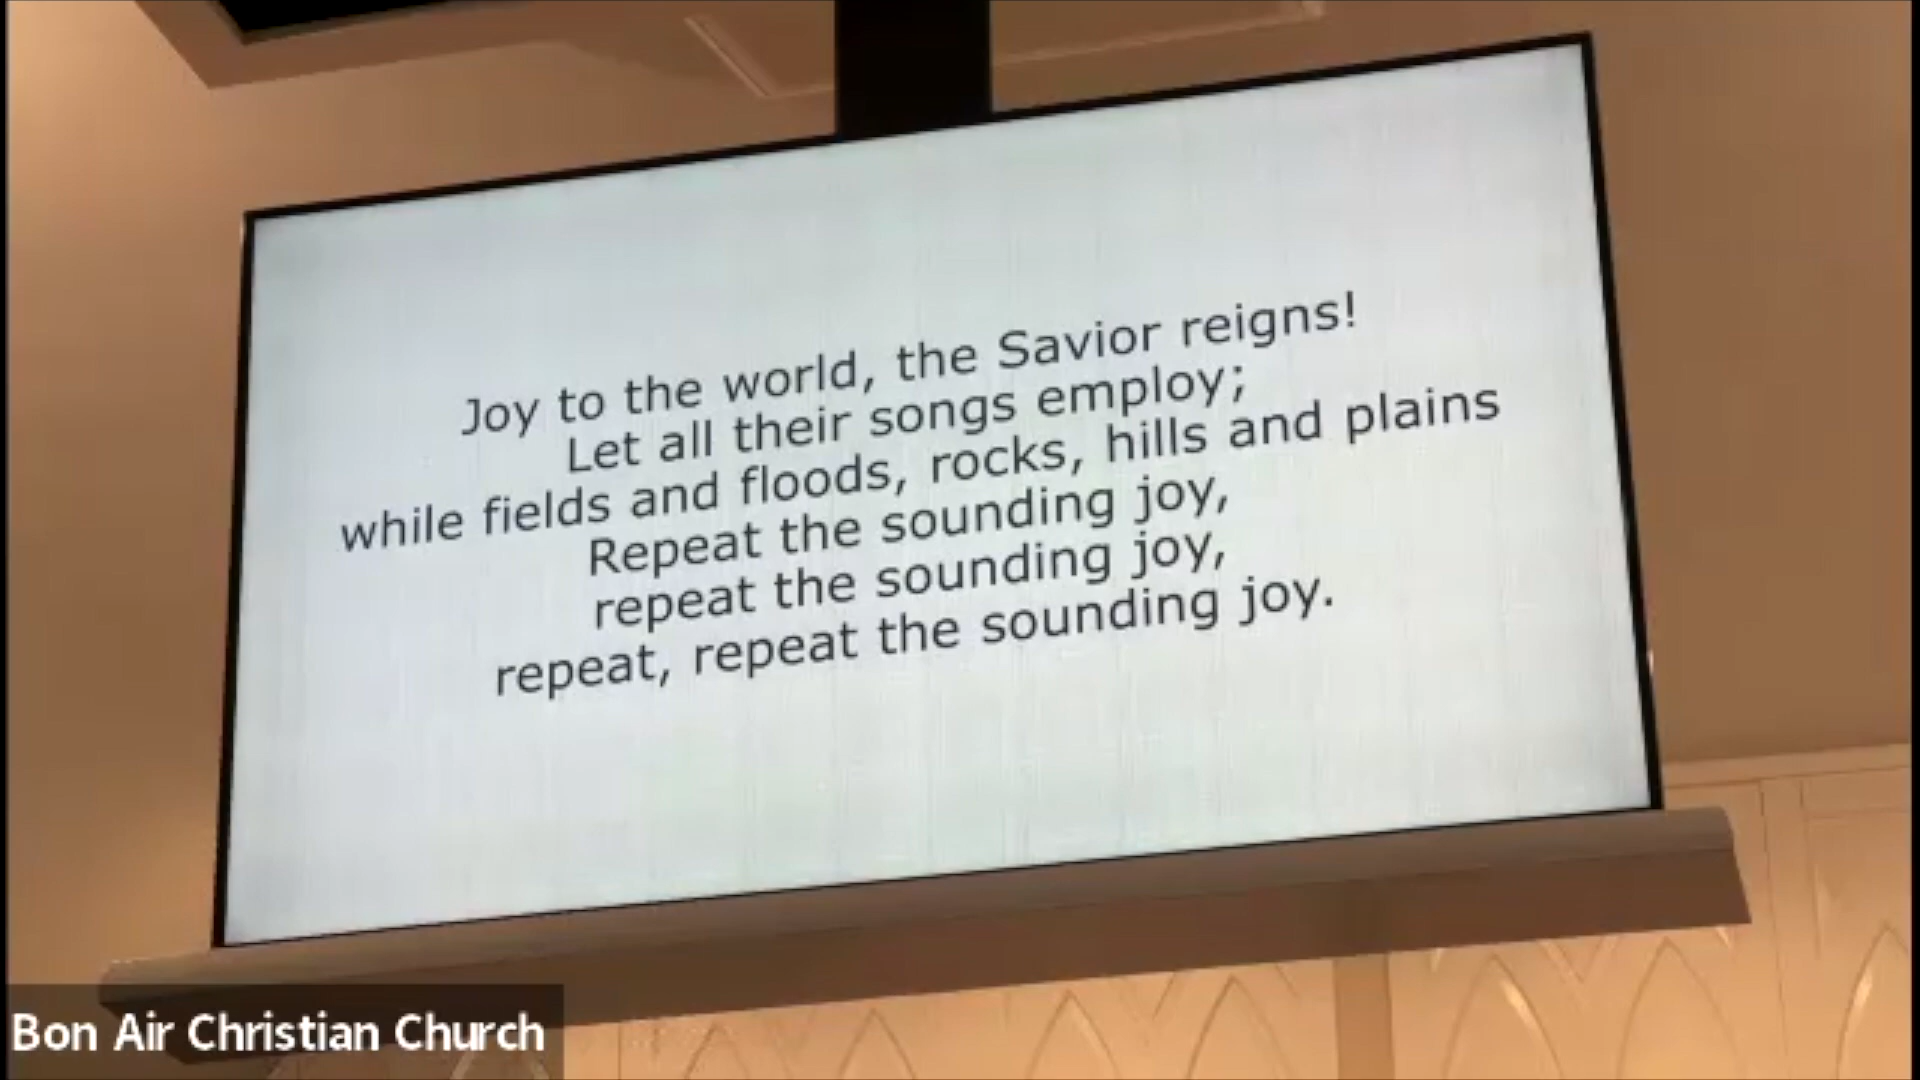 Joy to the world, the Savior reigns!
Let all their songs employ;
while fields and floods, rocks, hills and plains
Repeat the sounding joy,
repeat the sounding joy,
repeat, repeat the sounding joy.
Bon Air Christian Church